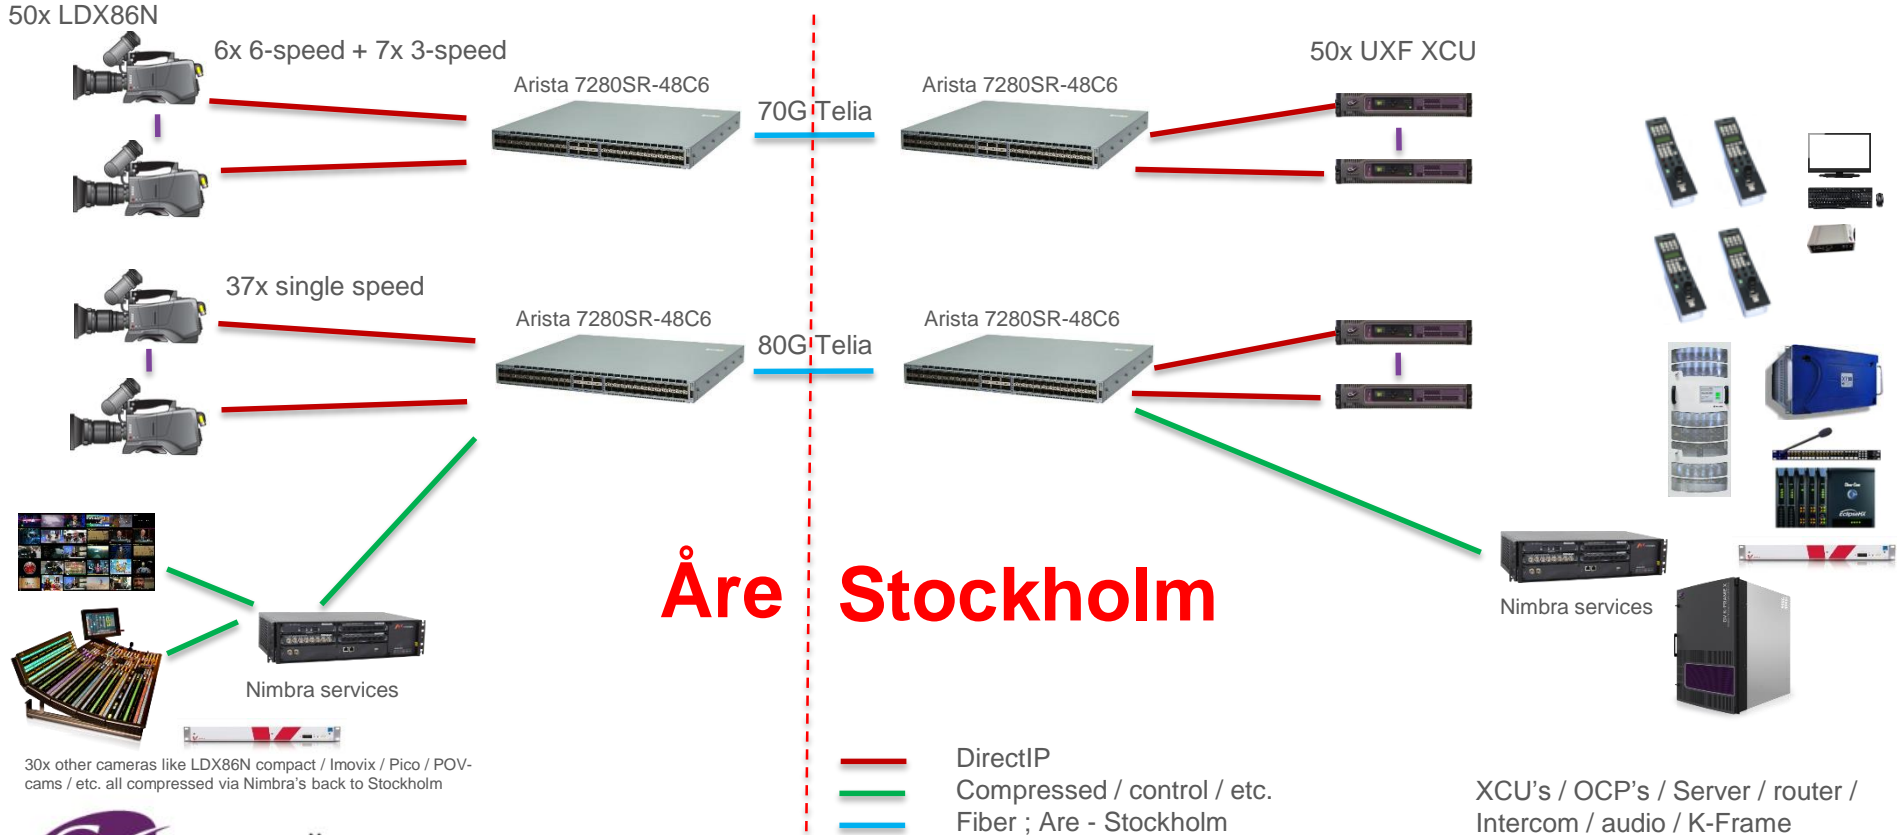 50x LDX86N
6x 6-speed + 7x 3-speed
Arista 7280SR-48C6
70G Telia
Arista 7280SR-48C6
50x UXF XCU
37x single speed
Arista 7280SR-48C6
80G Telia
Arista 7280SR-48C6
Åre
Stockholm
Nimbra services
Nimbra services
30x other cameras like LDX86N compact / Imovix / Pico / POV-
cams / etc. all compressed via Nimbra's back to Stockholm
DirectIP
Compressed / control / etc.
Fiber ; Are - Stockholm
XCU's / OCP's / Server / router /
Intercom / audio / K-Frame